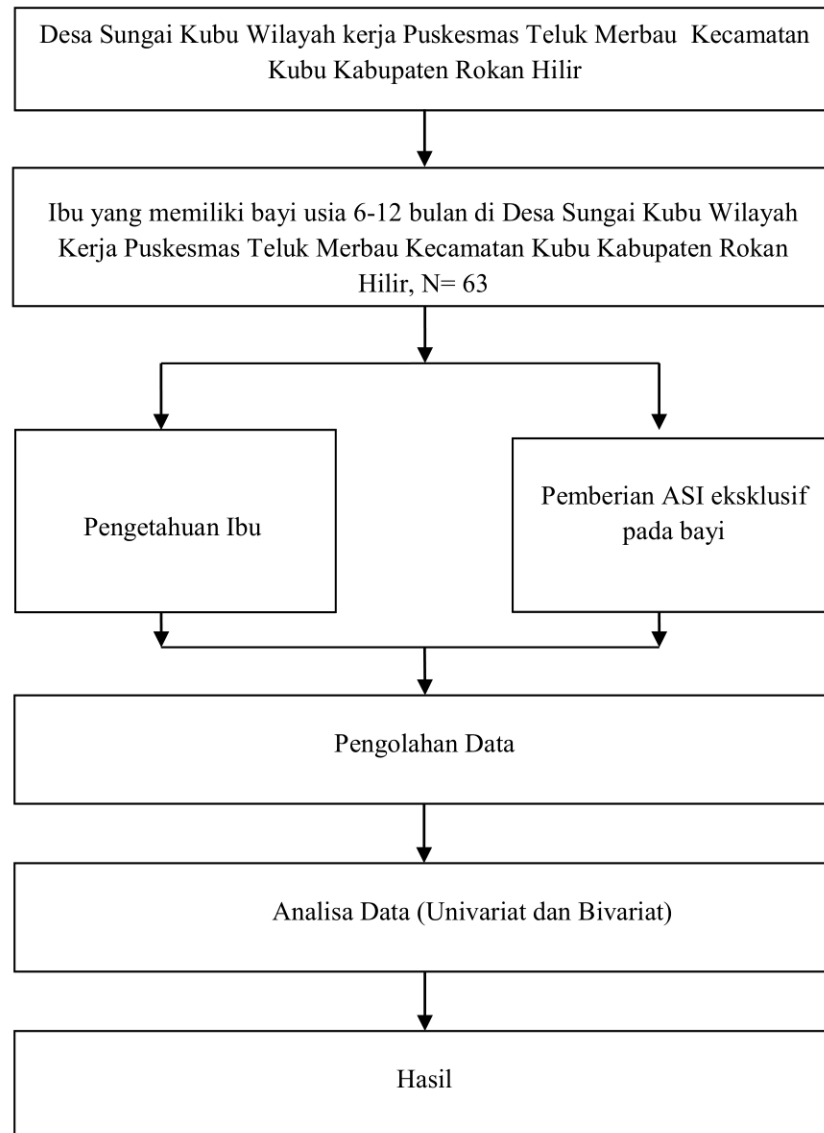 Desa Sungai Kubu Wilayah kerja Puskesmas Teluk Merbau  Kecamatan
Kubu Kabupaten Rokan Hilir
Ibu yang memiliki bayi usia 6-12 bulan di Desa Sungai Kubu Wilayah
Kerja Puskesmas Teluk Merbau Kecamatan Kubu Kabupaten Rokan
Hilir, N= 63
Pengetahuan Ibu
Pemberian ASI eksklusif
pada bayi
Pengolahan Data
Analisa Data (Univariat dan Bivariat)
Hasil